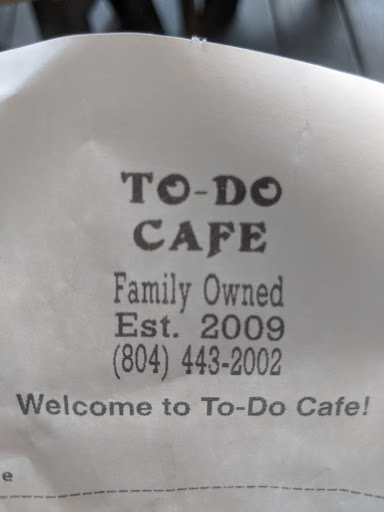 TO-DO
CAFE
Family Owned
Est. 2009
(804) 443-2002
Welcome to To-Do Cafe!
e